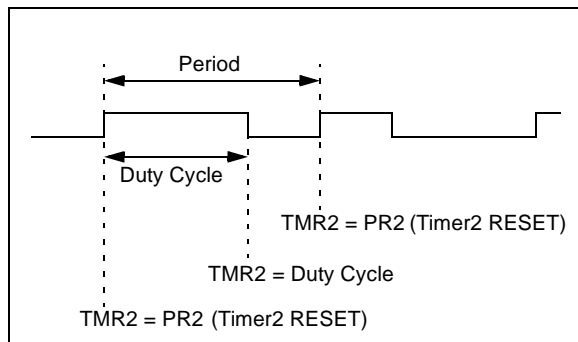 Period
Duty Cycle
TMR2 = PR2 (Timer2 RESET)
TMR2 = Duty Cycle
TMR2 = PR2 (Timer2 RESET)